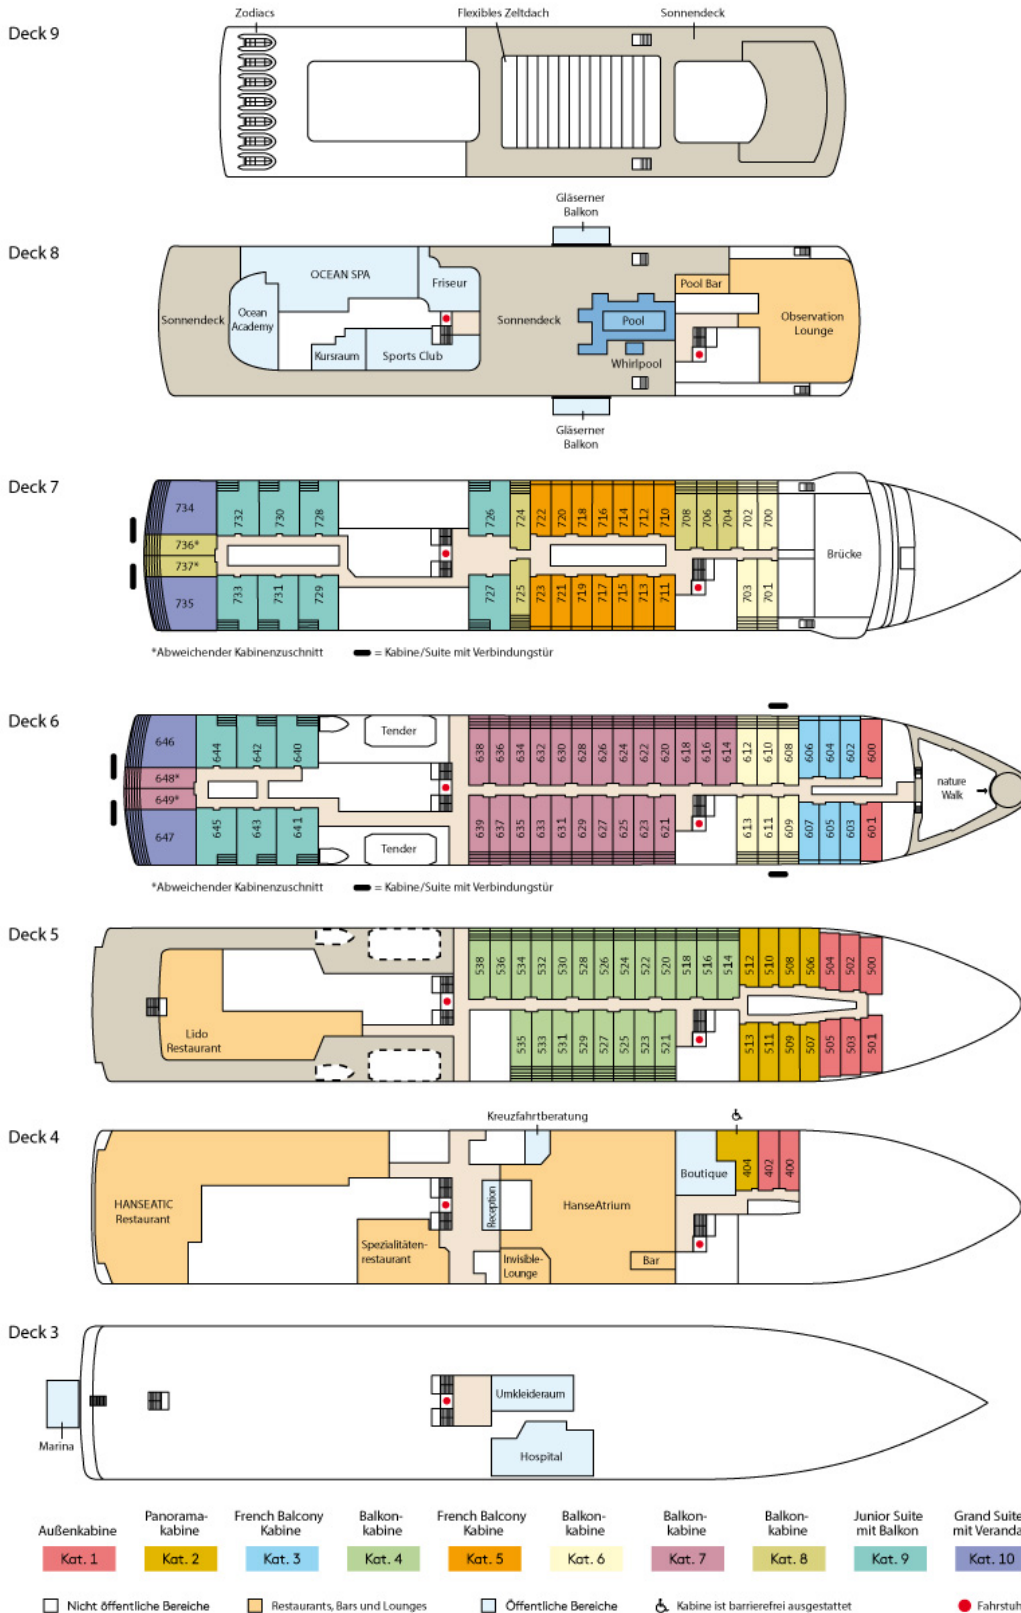 Zodiacs
Flexibles Zeltdach
Sonnendeck
Deck 9
Gläserner
Balkon
Deck 8
OCEAN SPA
Friseur
Pool Bar
Sonnendeck
Ocean
Academy
Sonnendeck
Pool
Observation
Lounge
Kursraum
Sports Club
Whirlpool
Gläserner
Balkon
Deck 7
734
732
730
728
726
724
722
720
718
716
714
712
710
708
706
704
702
700
736*
737*
Brücke
735
733
731
729
727
725
723
721
719
717
715
713
711
703
701
*Abweichender Kabinenzuschnitt
= Kabine/Suite mit Verbindungstür
Deck 6
646
644
642
640
Tender
638
636
634
632
630
628
626
624
622
620
618
616
614
612
610
608
606
604
602
600
648*
649*
nature
Walk
647
645
643
641
Tender
639
637
635
633
631
629
627
625
623
621
613
611
609
607
605
603
601
*Abweichender Kabinenzuschnitt
= Kabine/Suite mit Verbindungstür
Deck 5
538
536
534
532
530
528
526
524
522
520
518
516
514
512
510
508
506
504
502
500
Lido
Restaurant
535
533
531
529
527
525
523
521
513
511
509
507
505
503
501
Kreuzfahrtberatung
Deck 4
Boutique
404
402
400
HANSEATIC
Restaurant
Reception
HanseAtrium
Spezialitäten-
restaurant
Invisible-
Lounge
Bar
Deck 3
Umkleideraum
Marina
Hospital
Außenkabine
Panorama-
kabine
French Balcony
Kabine
Balkon-
kabine
French Balcony
Kabine
Balkon-
kabine
Balkon-
kabine
Balkon-
kabine
Junior Suite
mit Balkon
Grand Suite
mit Veranda
Kat. 1
Kat. 2
Kat. 3
Kat. 4
Kat. 5
Kat. 6
Kat. 7
Kat. 8
Kat. 9
Kat. 10
Nicht öffentliche Bereiche
Restaurants, Bars und Lounges
Öffentliche Bereiche
Kabine ist barrierefrei ausgestattet
Fahrstuh